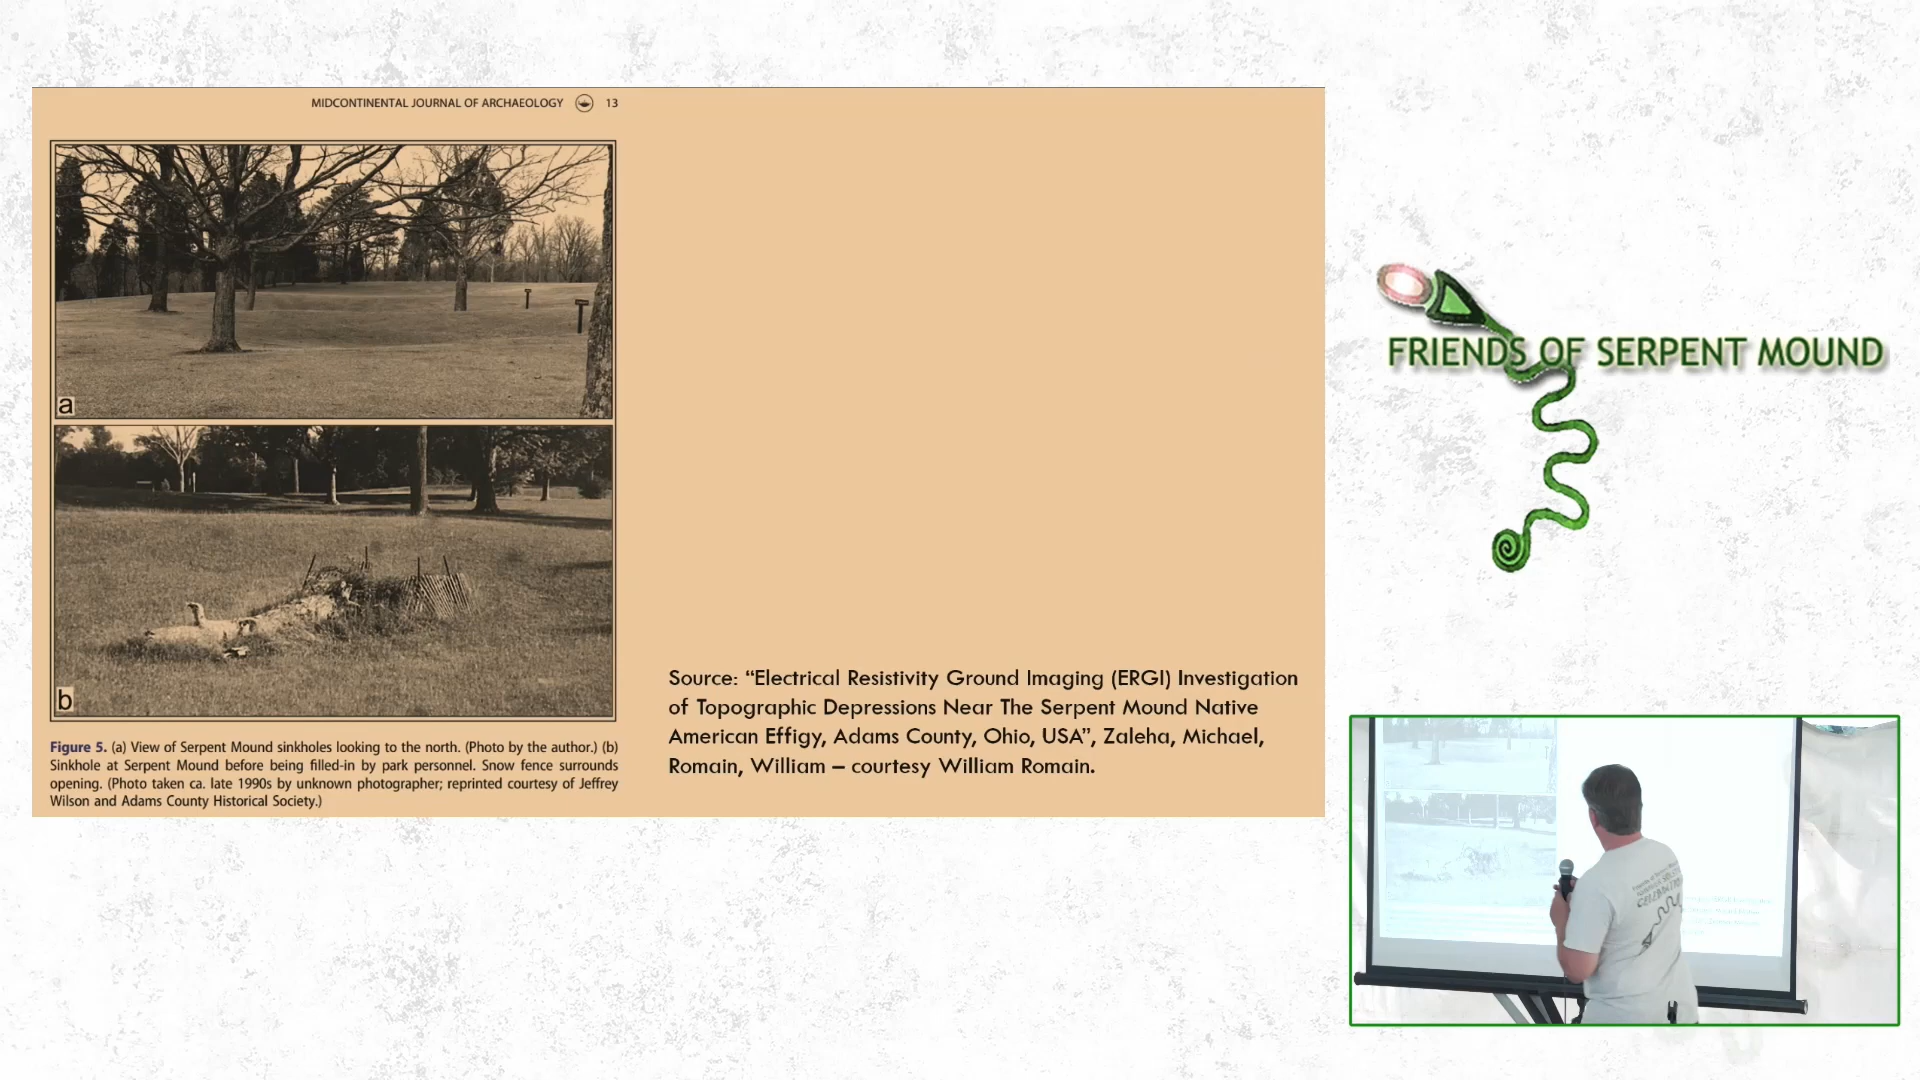 MIDCONTINENTAL JOURNAL OF ARCHAEOLOGY 13
a
b
Figure 5. (a) View of Serpent Mound sinkholes looking to the north. (Photo by the author.) (b)
Sinkhole at Serpent Mound before being filled-in by park personnel. Snow fence surrounds
opening. (Photo taken ca. late 1990s by unknown photographer; reprinted courtesy of Jeffrey
Wilson and Adams County Historical Society.)
Source: “Electrical Resistivity Ground Imaging (ERGI) Investigation
of Topographic Depressions Near The Serpent Mound Native
American Effigy, Adams County, Ohio, USA”, Zaleha, Michael,
Romain, William – courtesy William Romain.
FRIENDS OF SERPENT MOUND